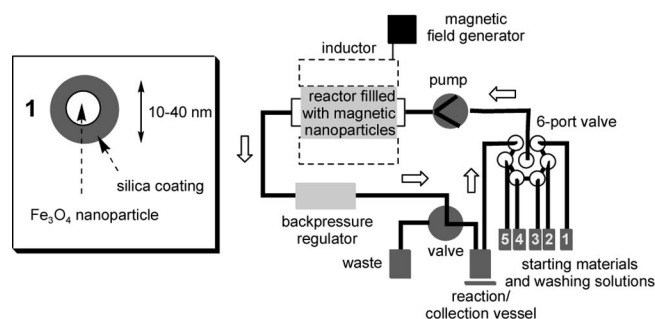 1
10-40 nm
silica coating
Fe3O4 nanoparticle
magnetic
field generator
inductor
reactor fillled
with magnetic
nanoparticles
pump
6-port valve
backpressure
regulator
valve
waste
reaction/
collection vessel
5 4 3 2 1
starting materials
and washing solutions